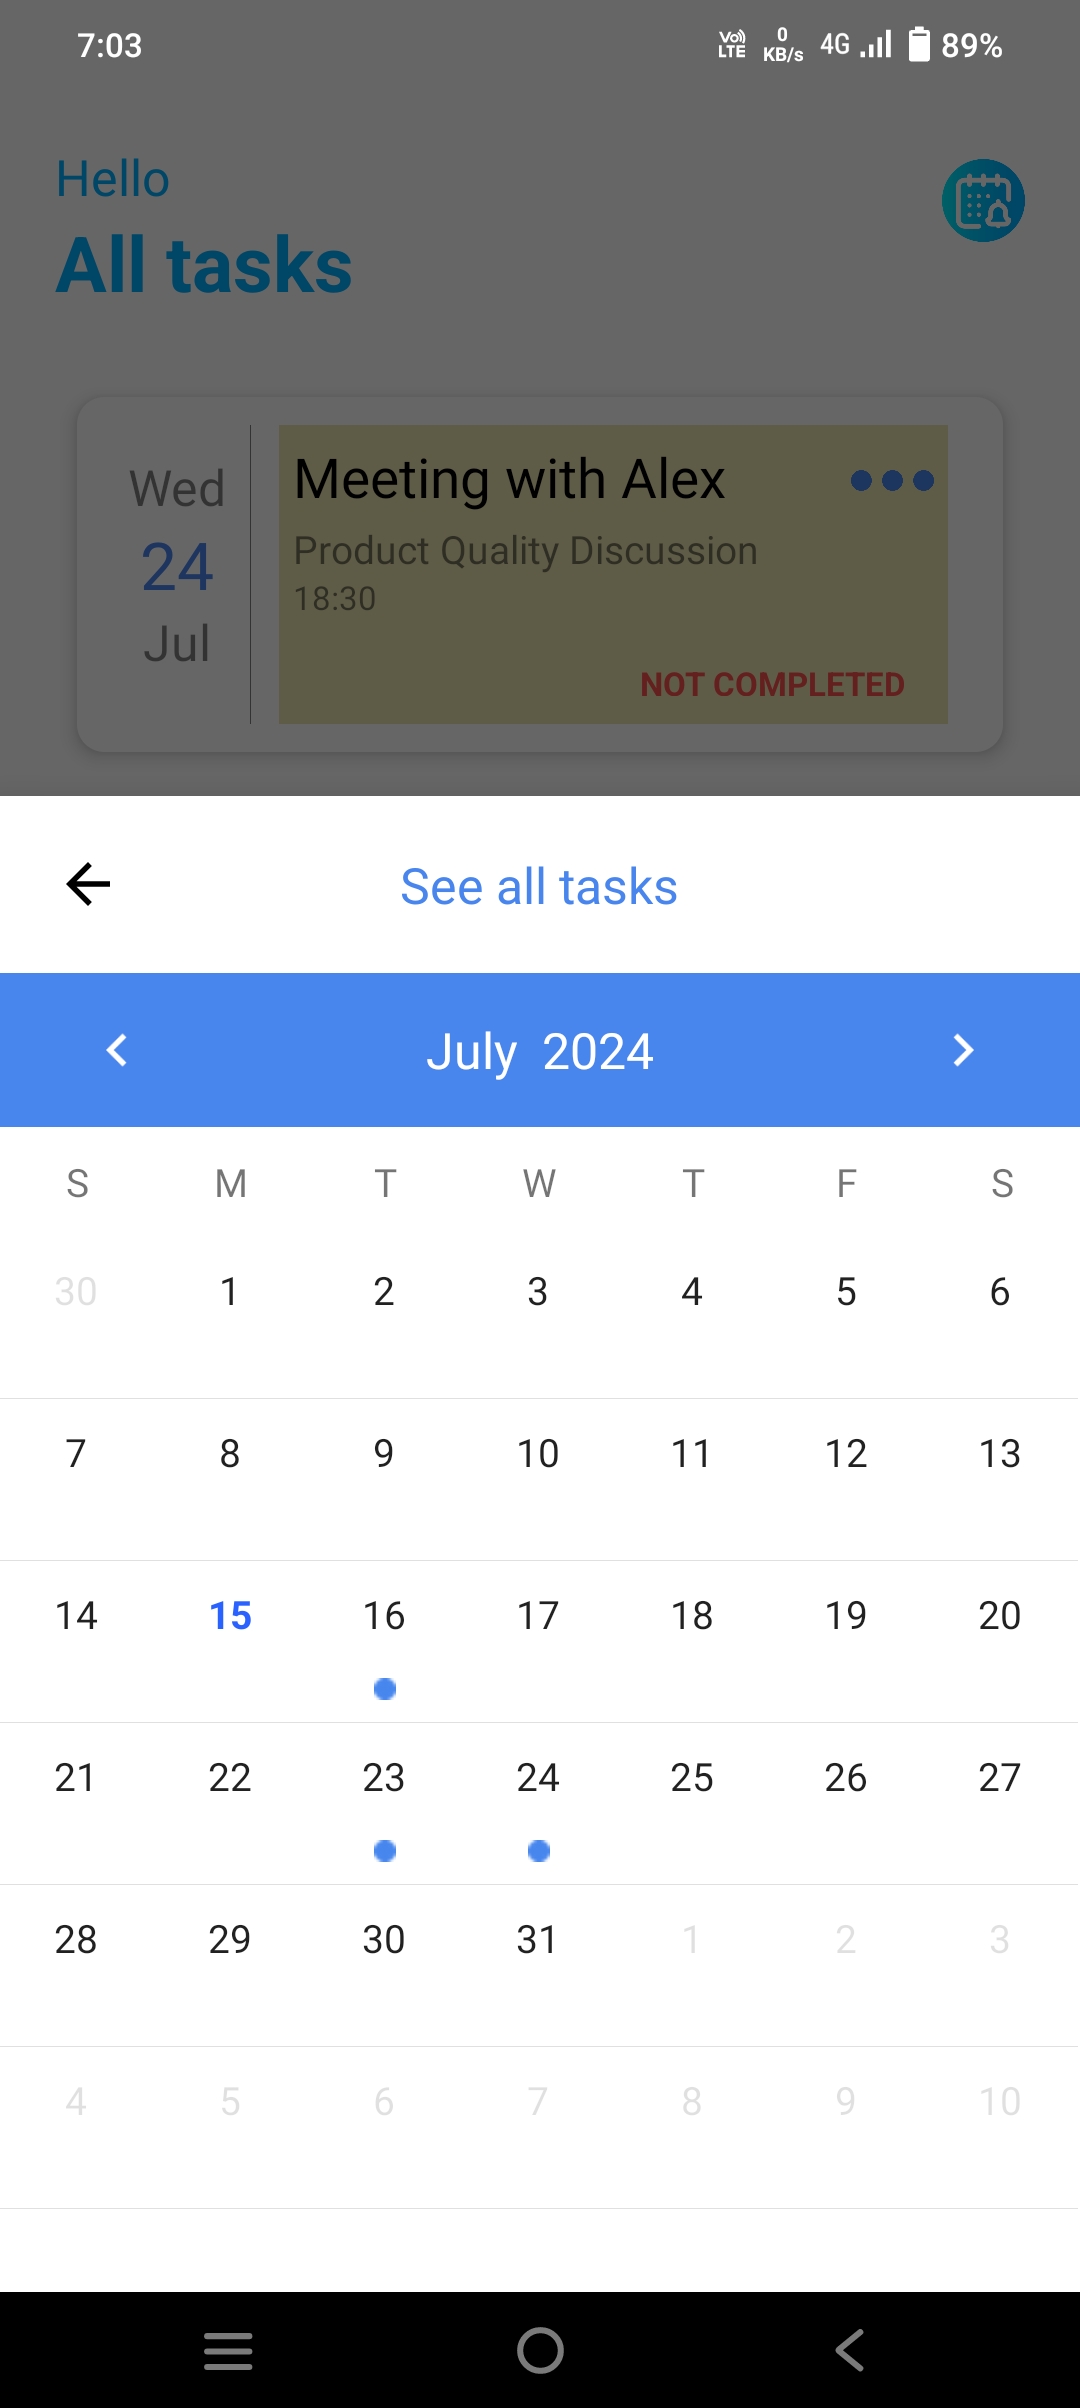 7:03 VoLTE 0 KB/s 4G 89%
Hello
All tasks
Wed
24
Jul
Meeting with Alex
Product Quality Discussion
18:30
NOT COMPLETED
See all tasks
July 2024
S M T W T F S
30 1 2 3 4 5 6
7 8 9 10 11 12 13
14 15 16 17 18 19 20
21 22 23 24 25 26 27
28 29 30 31 1 2 3
4 5 6 7 8 9 10